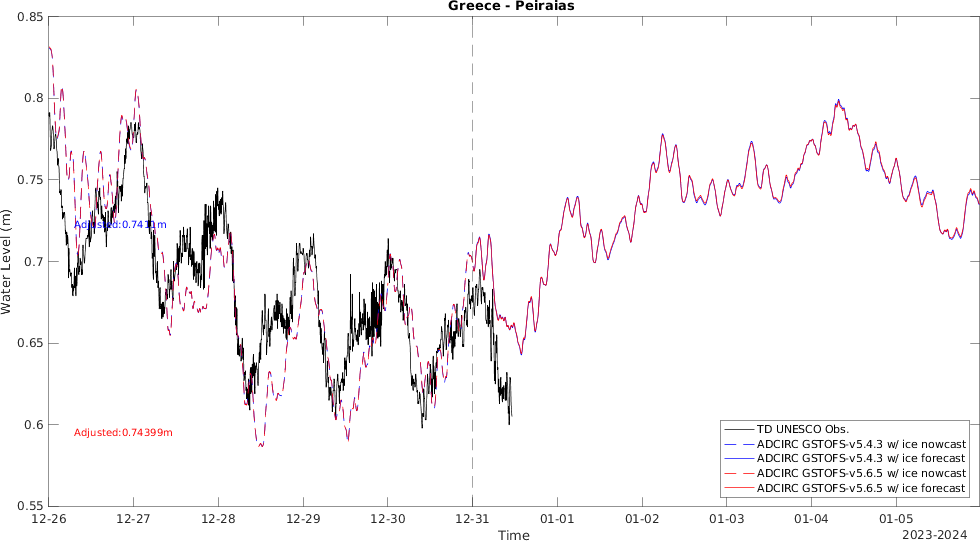 Greece - Peiraias
0.85
0.8
0.75
0.7
0.65
0.6
0.55
Water Level (m)
Adjusted:0.7411m
Adjusted:0.74399m
TD UNESCO Obs.
ADCIRC GSTOFS-v5.4.3 w/ ice nowcast
ADCIRC GSTOFS-v5.4.3 w/ ice forecast
ADCIRC GSTOFS-v5.6.5 w/ ice nowcast
ADCIRC GSTOFS-v5.6.5 w/ ice forecast
12-26 12-27 12-28 12-29 12-30 12-31 01-01 01-02 01-03 01-04 01-05
Time
2023-2024